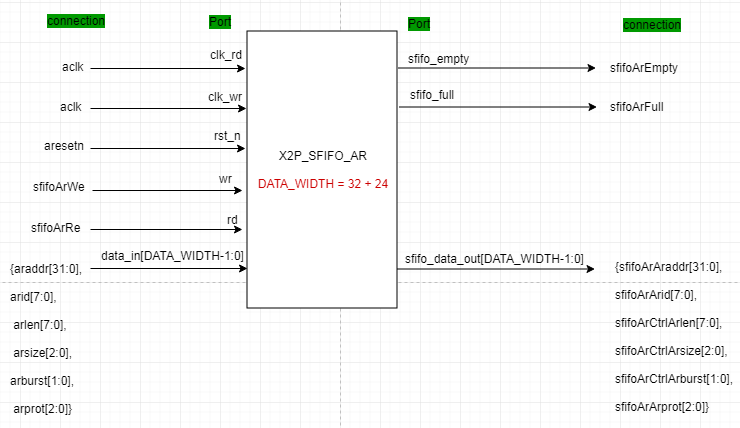 connection
Port
Port
connection
aclk
clk_rd
sfifo_empty
sfifoArEmpty
aclk
clk_wr
sfifo_full
sfifoArFull
aresetn
rst_n
X2P_SFIFO_AR
sfifoArWe
wr
DATA_WIDTH = 32 + 24
sfifoArRe
rd
data_in[DATA_WIDTH-1:0]
sfifo_data_out[DATA_WIDTH-1:0]
{araddr[31:0],
arid[7:0],
arlen[7:0],
arsize[2:0],
arburst[1:0],
arprot[2:0]}
{sfifoArAraddr[31:0],
sfifoArArid[7:0],
sfifoArCtrlArlen[7:0],
sfifoArCtrlArsize[2:0],
sfifoArCtrlArburst[1:0],
sfifoArArprot[2:0]}